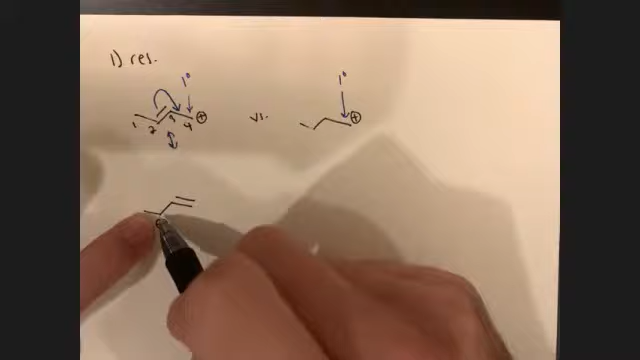 1) res.
1° 1°
1 2 3 4 ⊕ vs. ⊕